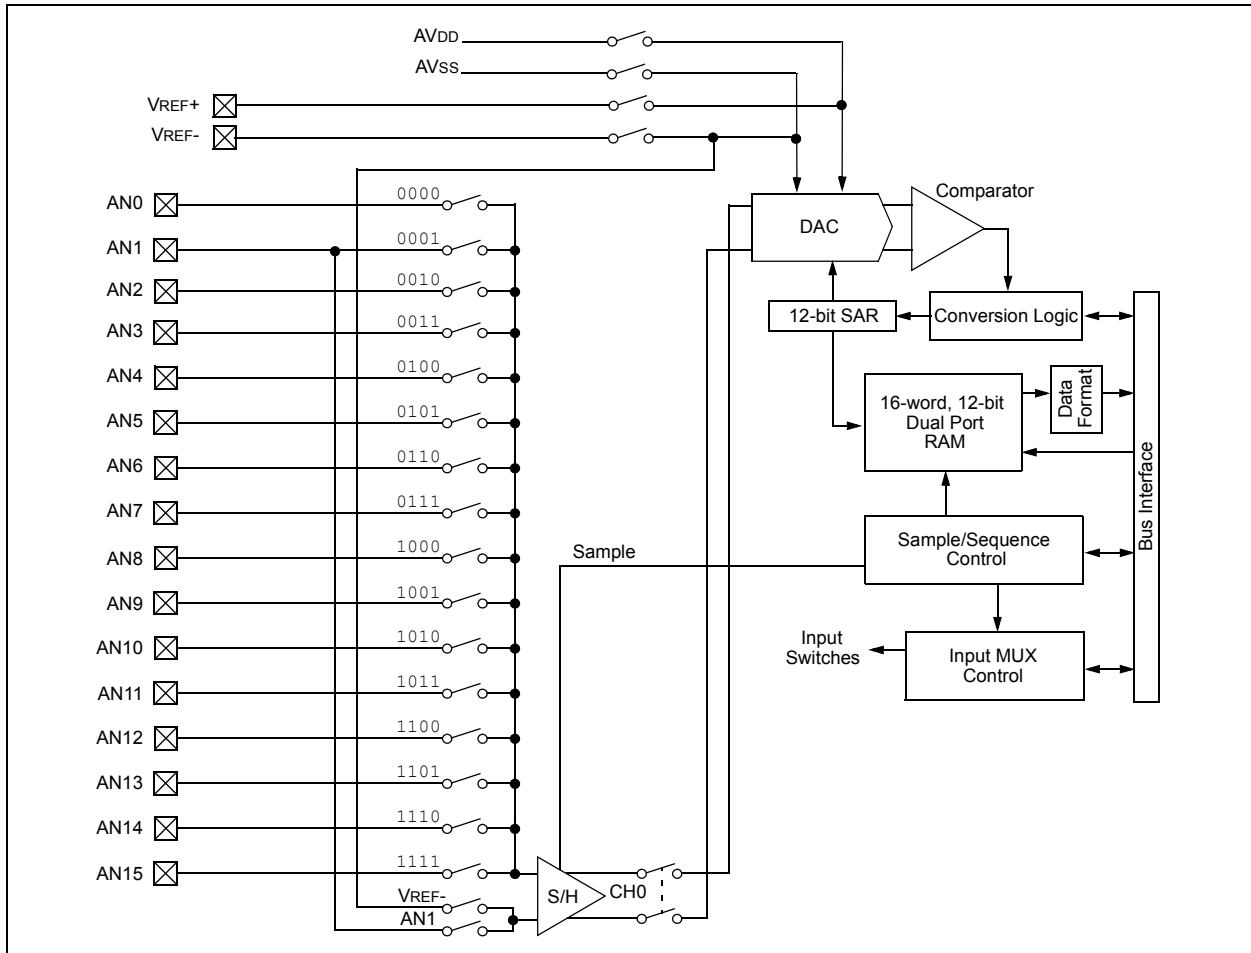 AVDD
AVSS
VREF+
VREF-
AN0
0000
AN1
0001
AN2
0010
AN3
0011
AN4
0100
AN5
0101
AN6
0110
AN7
0111
AN8
1000
AN9
1001
AN10
1010
AN11
1011
AN12
1100
AN13
1101
AN14
1110
AN15
1111
VREF-
AN1
S/H
CH0
Sample
DAC
Comparator
12-bit SAR
Conversion Logic
16-word, 12-bit
Dual Port
RAM
Data
Format
Sample/Sequence
Control
Input
Switches
Input MUX
Control
Bus Interface